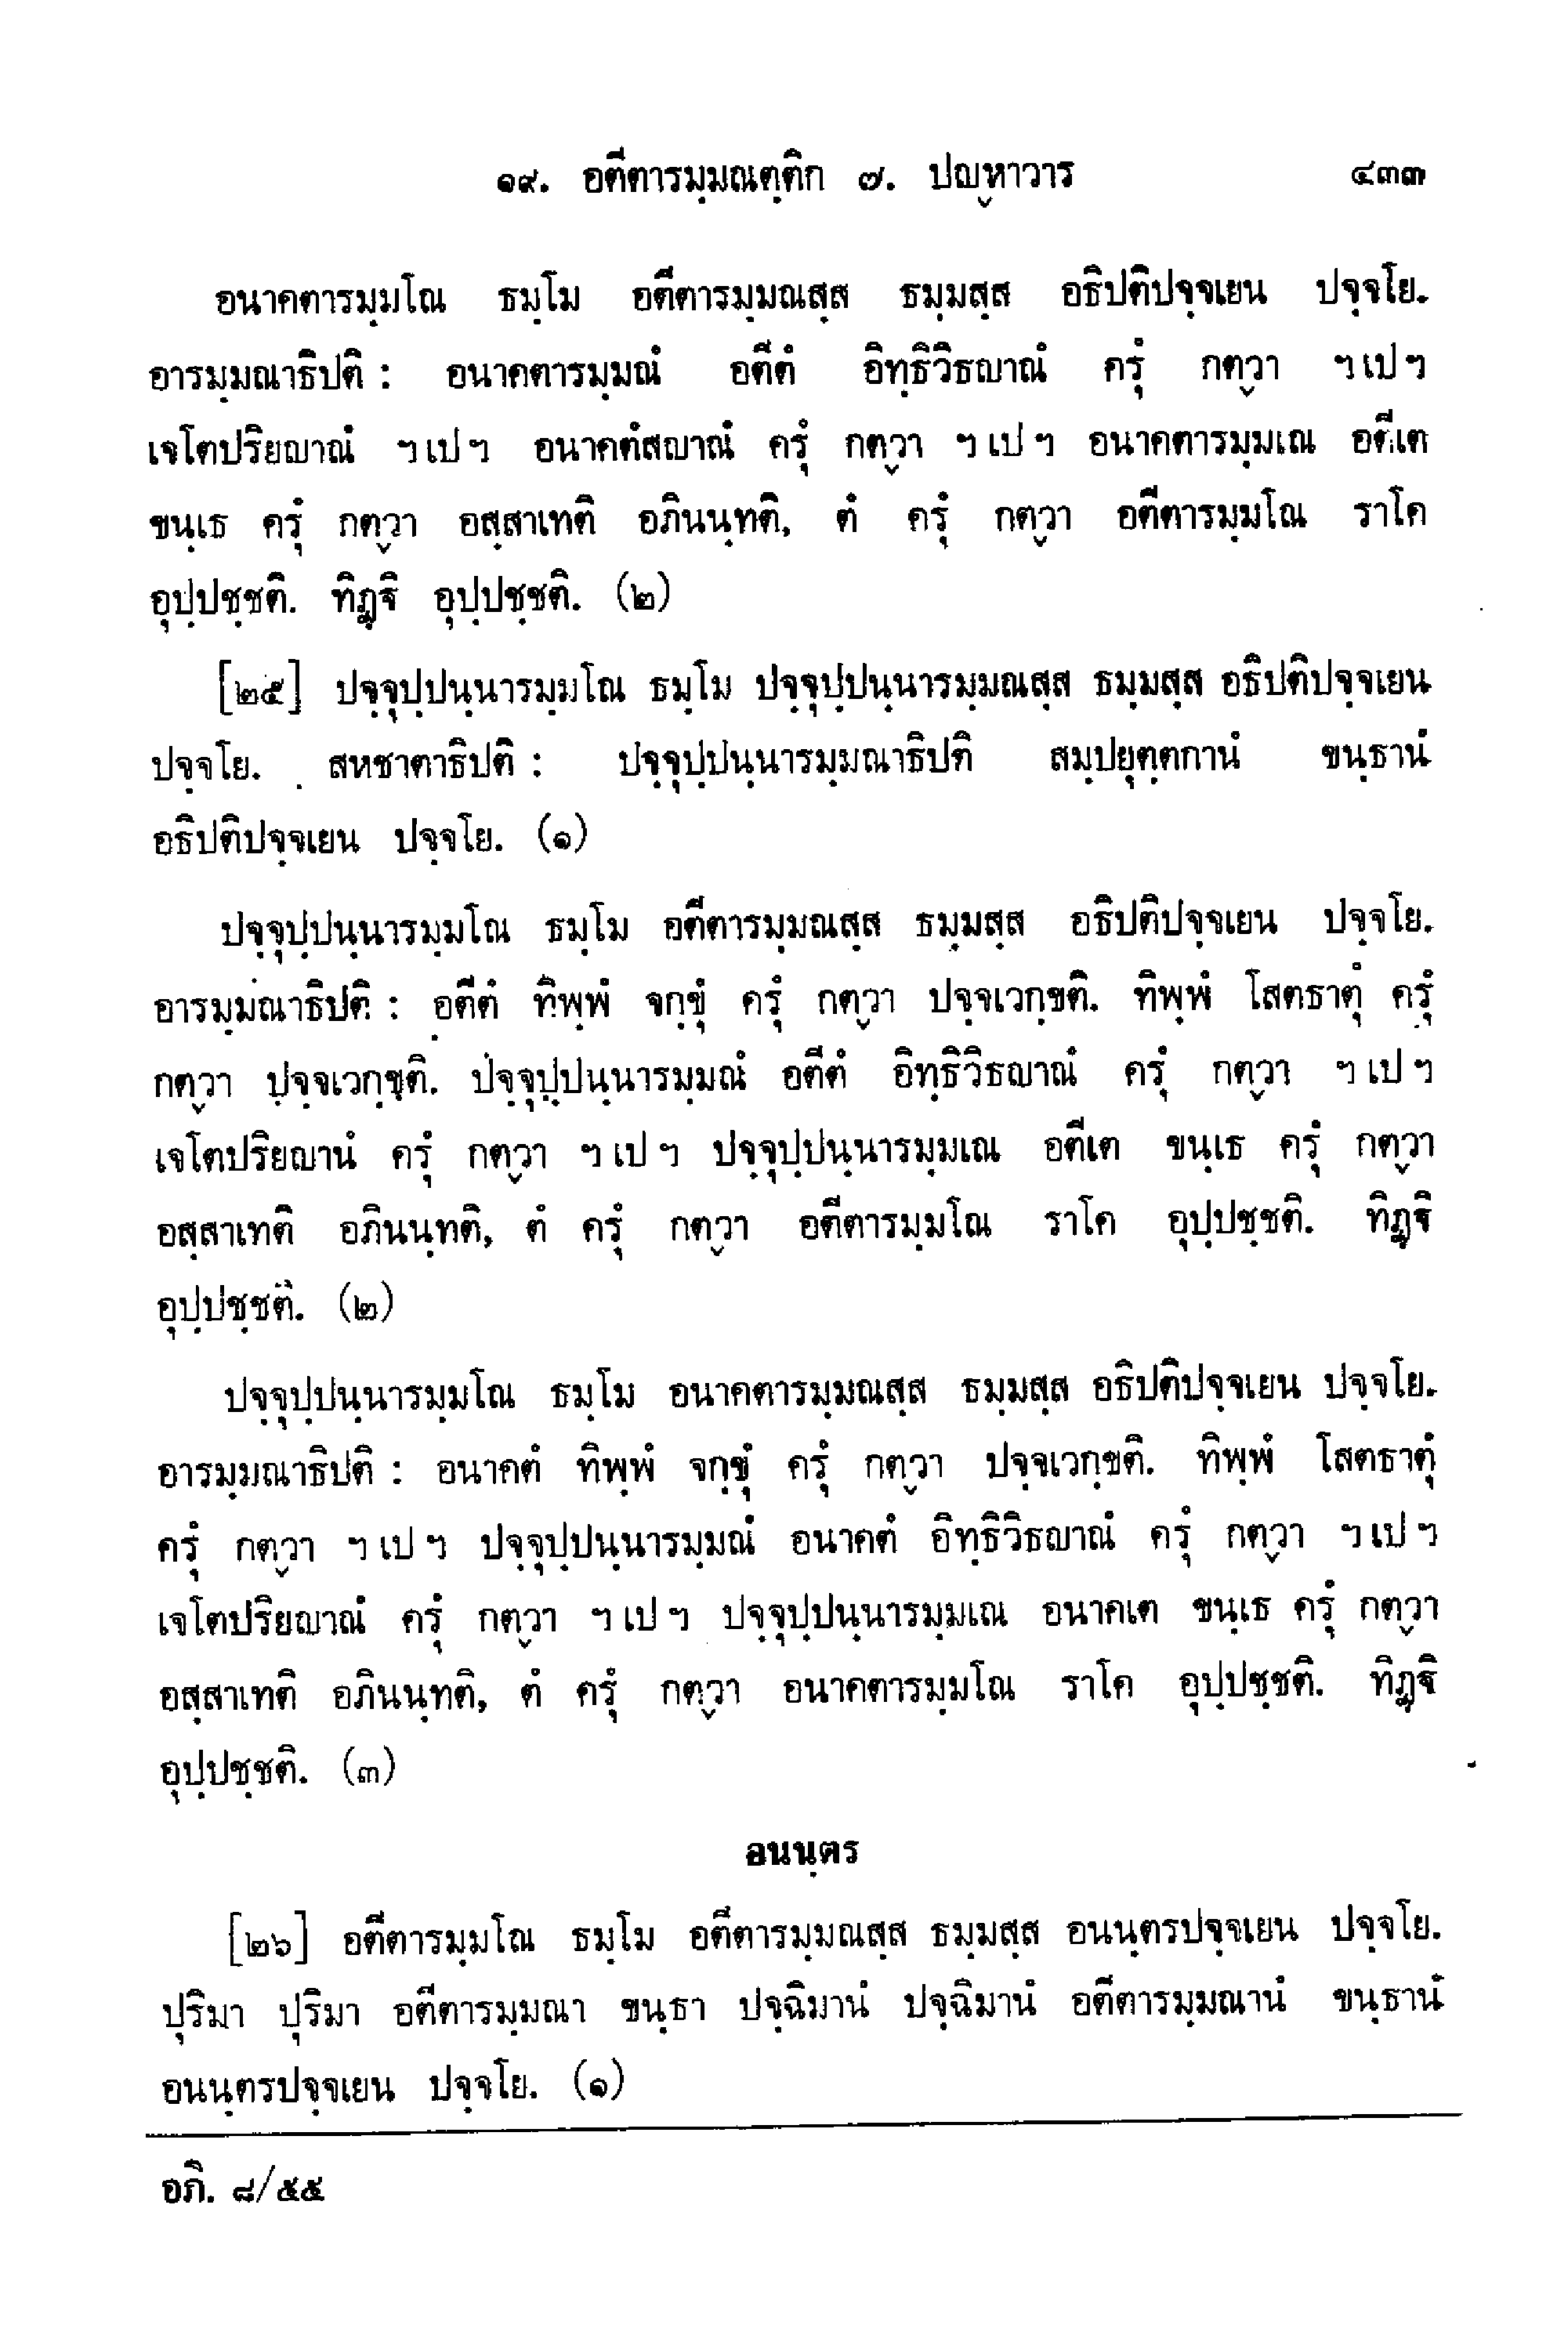 ๑๙. อตีตารมฺมณตฺติก ๗. ปญฺหาวาร ๔๓๓
อนาคตารมฺมโณ ธมฺโม อตีตารมฺมณสฺส ธมฺมสฺส อธิปติปจฺจเยน ปจฺจโย.
อารมฺมณาธิปติ : อนาคตารมฺมณํ อตีตํ อิทฺธิวิธญาณํ ครุํ กตฺวา ฯเปฯ
เจโตปริยญาณํ ฯเปฯ อนาคตํสญาณํ ครุํ กตฺวา ฯเปฯ อนาคตารมฺมเณ อตีเต
ขนฺเธ ครุํ กตฺวา อสฺสาเทติ อภินนฺทติ, ตํ ครุํ กตฺวา อตีตารมฺมโณ ราโค
อุปฺปชฺชติ. ทิฏฺฐิ อุปฺปชฺชติ. (๒)
[๒๕] ปจฺจุปฺปนฺนารมฺมโณ ธมฺโม ปจฺจุปฺปนฺนารมฺมณสฺส ธมฺมสฺส อธิปติปจฺจเยน
ปจฺจโย. สหชาตาธิปติ : ปจฺจุปฺปนฺนารมฺมณาธิปติ สมฺปยุตฺตกานํ ขนฺธานํ
อธิปติปจฺจเยน ปจฺจโย. (๑)
ปจฺจุปฺปนฺนารมฺมโณ ธมฺโม อตีตารมฺมณสฺส ธมฺมสฺส อธิปติปจฺจเยน ปจฺจโย.
อารมฺมณาธิปติ : อตีตํ ทิพฺพํ จกฺขุํ ครุํ กตฺวา ปจฺจเวกฺขติ. ทิพฺพํ โสตธาตุํ ครุํ
กตฺวา ปจฺจเวกฺขติ. ปจฺจุปฺปนฺนารมฺมณํ อตีตํ อิทฺธิวิธญาณํ ครุํ กตฺวา ฯเปฯ
เจโตปริยญานํ ครุํ กตฺวา ฯเปฯ ปจฺจุปฺปนฺนารมฺมเณ อตีเต ขนฺเธ ครุํ กตฺวา
อสฺสาเทติ อภินนฺทติ, ตํ ครุํ กตฺวา อตีตารมฺมโณ ราโค อุปฺปชฺชติ. ทิฏฺฐิ
อุปฺปชฺชติ. (๒)
ปจฺจุปฺปนฺนารมฺมโณ ธมฺโม อนาคตารมฺมณสฺส ธมฺมสฺส อธิปติปจฺจเยน ปจฺจโย.
อารมฺมณาธิปติ : อนาคตํ ทิพฺพํ จกฺขุํ ครุํ กตฺวา ปจฺจเวกฺขติ. ทิพฺพํ โสตธาตุํ
ครุํ กตฺวา ฯเปฯ ปจฺจุปฺปนฺนารมฺมณํ อนาคตํ อิทฺธิวิธญาณํ ครุํ กตฺวา ฯเปฯ
เจโตปริยญาณํ ครุํ กตฺวา ฯเปฯ ปจฺจุปฺปนฺนารมฺมเณ อนาคเต ขนฺเธ ครุํ กตฺวา
อสฺสาเทติ อภินนฺทติ, ตํ ครุํ กตฺวา อนาคตารมฺมโณ ราโค อุปฺปชฺชติ. ทิฏฺฐิ
อุปฺปชฺชติ. (๓)
อนนฺตร
[๒๖] อตีตารมฺมโณ ธมฺโม อตีตารมฺมณสฺส ธมฺมสฺส อนนฺตรปจฺจเยน ปจฺจโย.
ปุริมา ปุริมา อตีตารมฺมณา ขนฺธา ปจฺฉิมานํ ปจฺฉิมานํ อตีตารมฺมณานํ ขนฺธานํ
อนนฺตรปจฺจเยน ปจฺจโย. (๑)
อภิ. ๘/๕๕